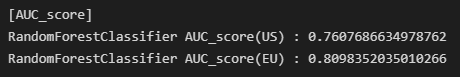 [AUC_score]
RandomForestClassifier AUC_score(US) : 0.7607686634978762
RandomForestClassifier AUC_score(EU) : 0.8098352035010266